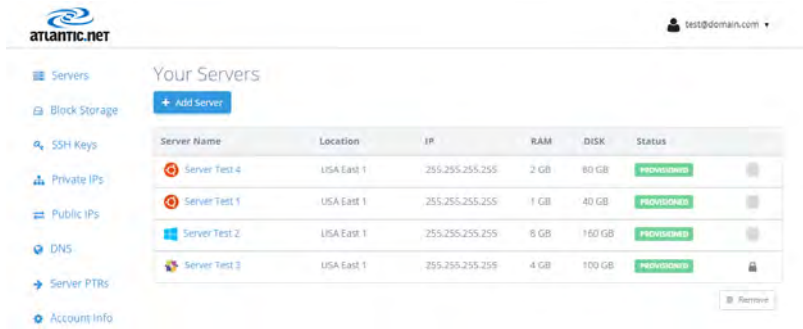 ATLANTIC.NET
test@domain.com
Servers
Block Storage
SSH Keys
Private IPs
Public IPs
DNS
Server PTRs
Account Info
Your Servers
+ Add Server
Server Name Location IP RAM DISK Status
Server Test 4 USA East 1 255.255.255.255 2 GB 80 GB PROVISIONED
Server Test 1 USA East 1 255.255.255.255 1 GB 40 GB PROVISIONED
Server Test 2 USA East 1 255.255.255.255 8 GB 160 GB PROVISIONED
Server Test 3 USA East 1 255.255.255.255 4 GB 100 GB PROVISIONED
Remove